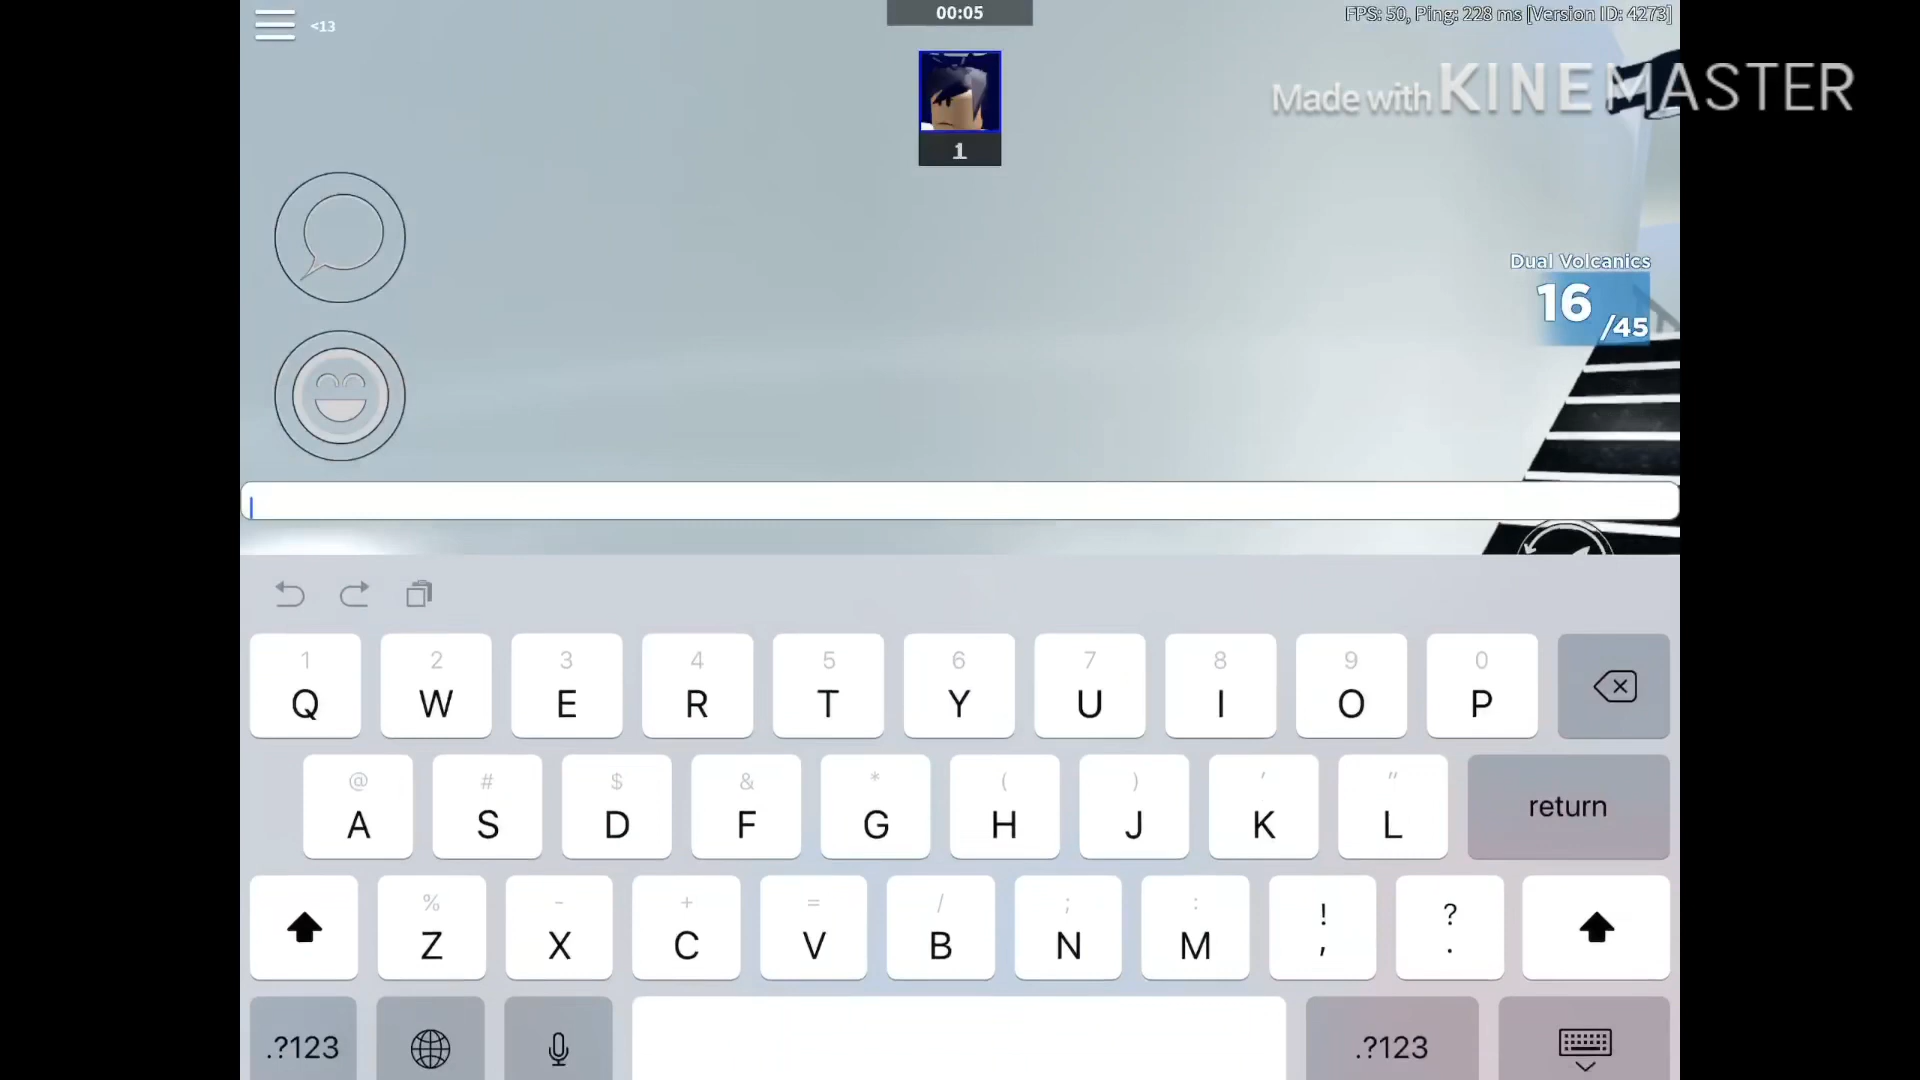 <13
00:05
FPS: 50, Ping: 228 ms [Version ID: 4273]
Made with KINEMASTER
1
Dual Volcanics
16 /45
1 2 3 4 5 6 7 8 9 0
Q W E R T Y U I O P
@ # $ & * ( ) ' "
A S D F G H J K L return
% - + = / ; : ! ?
Z X C V B N M , .
.?123 .?123